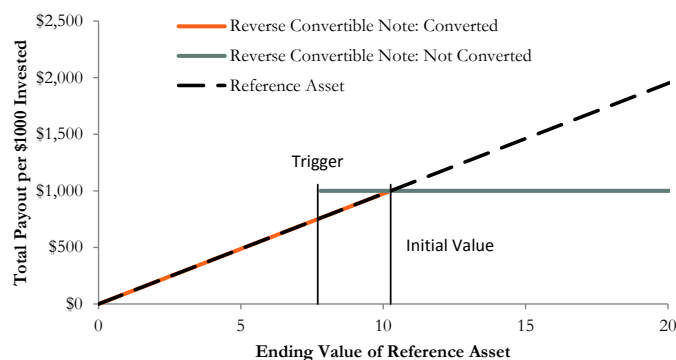 $2,500
Reverse Convertible Note: Converted
Reverse Convertible Note: Not Converted
Reference Asset
$2,000
$1,500
$1,000
$500
$0
Total Payout per $1000 Invested
Trigger
Initial Value
0 5 10 15 20
Ending Value of Reference Asset